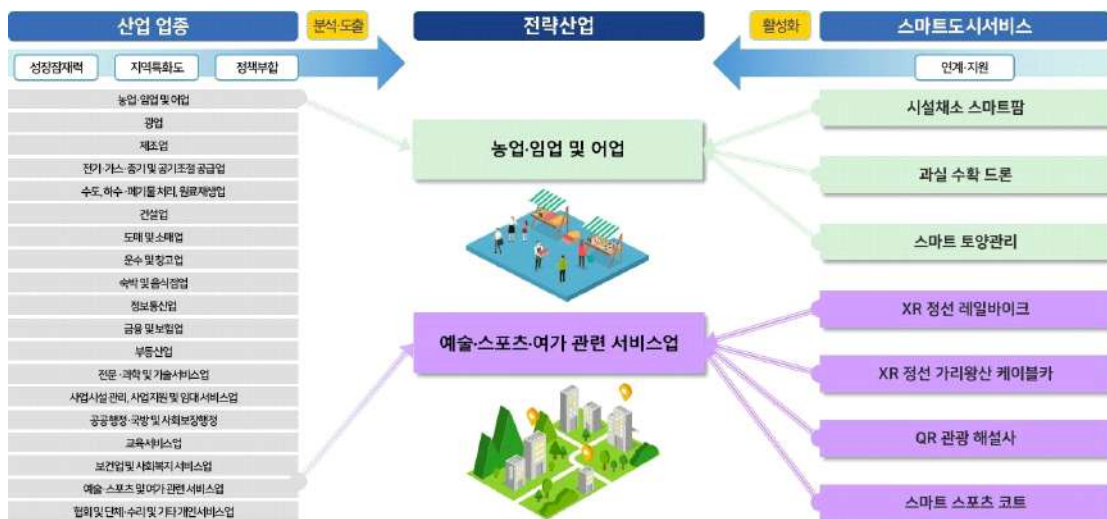 산업 업종
분석·도출
전략산업
활성화
스마트도시서비스
성장잠재력
지역특화도
정책부합
연계·지원
농업·임업 및 어업
광업
제조업
전기·가스·증기 및 공기조절 공급업
수도, 하수·폐기물 처리, 원료재생업
건설업
도매 및 소매업
운수 및 창고업
숙박 및 음식점업
정보통신업
금융 및 보험업
부동산업
전문·과학 및 기술서비스업
사업시설 관리, 사업지원 및 임대 서비스업
공공행정·국방 및 사회보장행정
교육서비스업
보건업 및 사회복지 서비스업
예술·스포츠 및 여가 관련 서비스업
협회 및 단체·수리 및 기타 개인서비스업
농업·임업 및 어업
예술·스포츠·여가 관련 서비스업
시설채소 스마트팜
과실 수확 드론
스마트 토양관리
XR 정선 레일바이크
XR 정선 가리왕산 케이블카
QR 관광 해설사
스마트 스포츠 코트